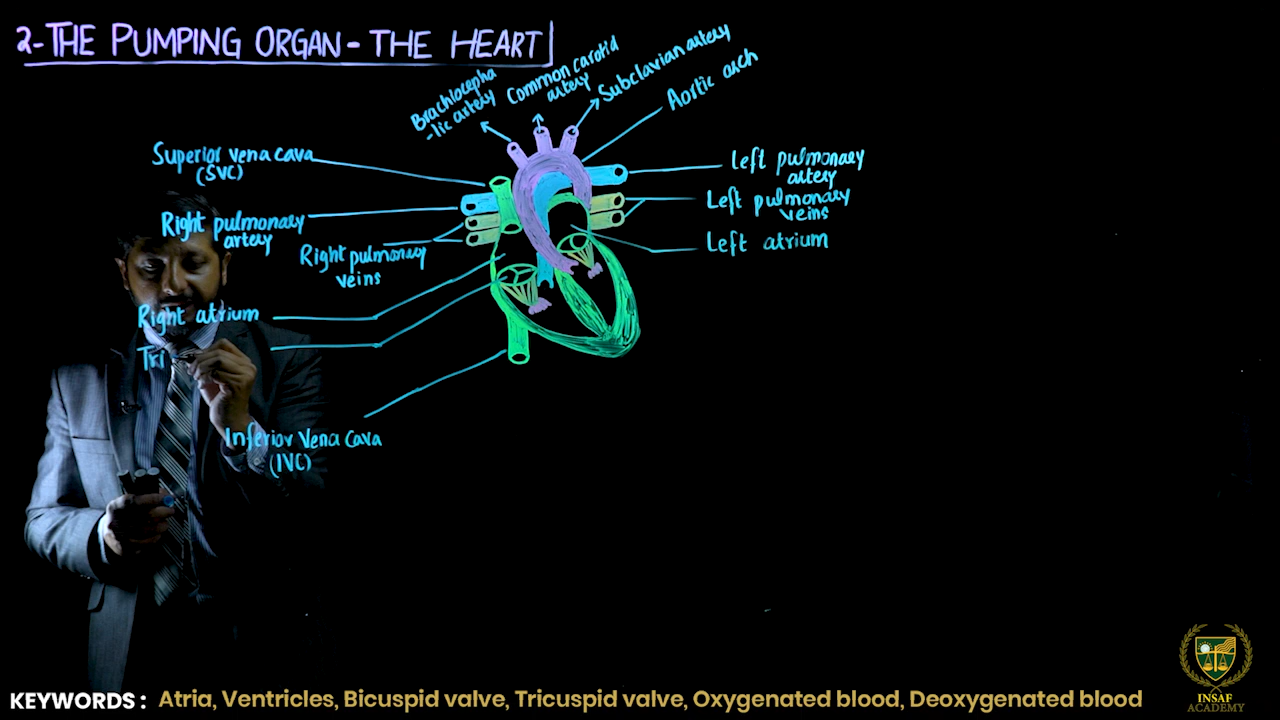 2-THE PUMPING ORGAN - THE HEART
Brachiocepha
-lic artery
Common carotid
artery
Subclavian artery
Aortic arch
Superior vena cava
(SVC)
Left pulmonary
artery
Right pulmonary
artery
Left pulmonary
veins
Right pulmonary
veins
Left atrium
Right atrium
Tri
Inferior Vena Cava
(IVC)
KEYWORDS : Atria, Ventricles, Bicuspid valve, Tricuspid valve, Oxygenated blood, Deoxygenated blood
INSAF
ACADEMY